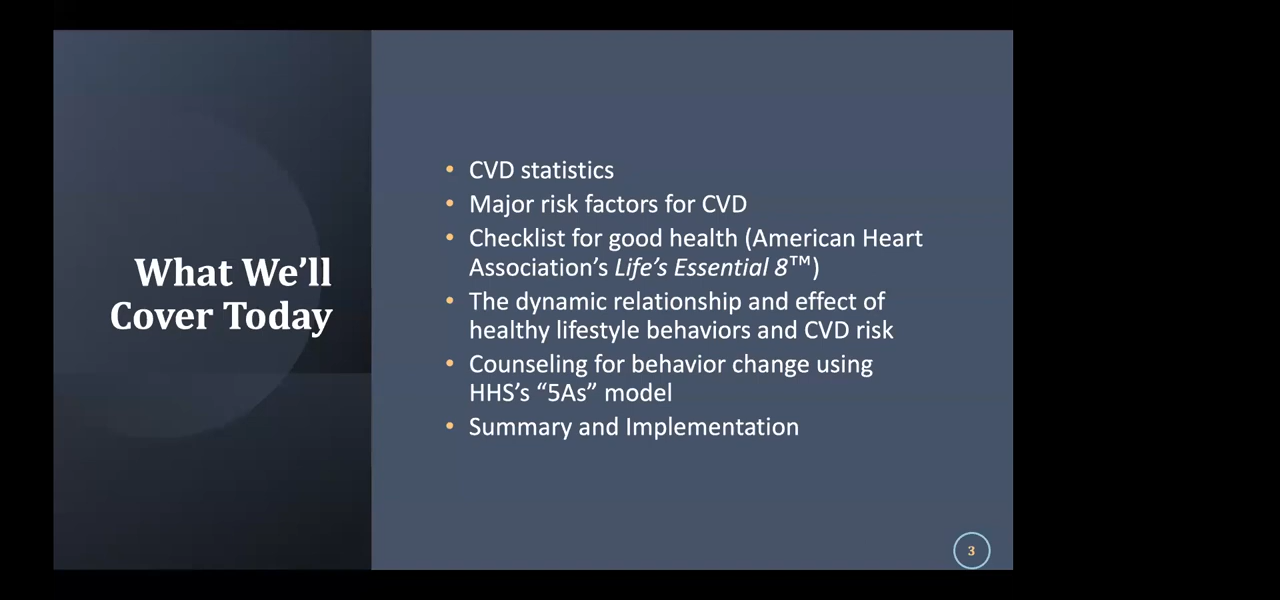 What We’ll
Cover Today
• CVD statistics
• Major risk factors for CVD
• Checklist for good health (American Heart
Association’s Life’s Essential 8™)
• The dynamic relationship and effect of
healthy lifestyle behaviors and CVD risk
• Counseling for behavior change using
HHS’s “5As” model
• Summary and Implementation
3